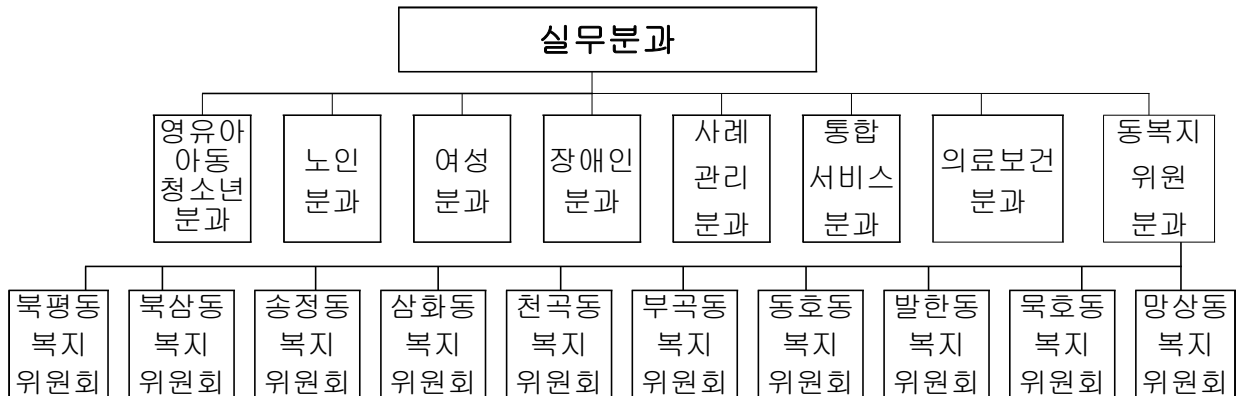 실무분과
영유아
아동
청소년
분과
노인
분과
여성
분과
장애인
분과
사례
관리
분과
통합
서비스
분과
의료보건
분과
동복지
위원
분과
북평동
복지
위원회
북삼동
복지
위원회
송정동
복지
위원회
삼화동
복지
위원회
천곡동
복지
위원회
부곡동
복지
위원회
동호동
복지
위원회
발한동
복지
위원회
묵호동
복지
위원회
망상동
복지
위원회